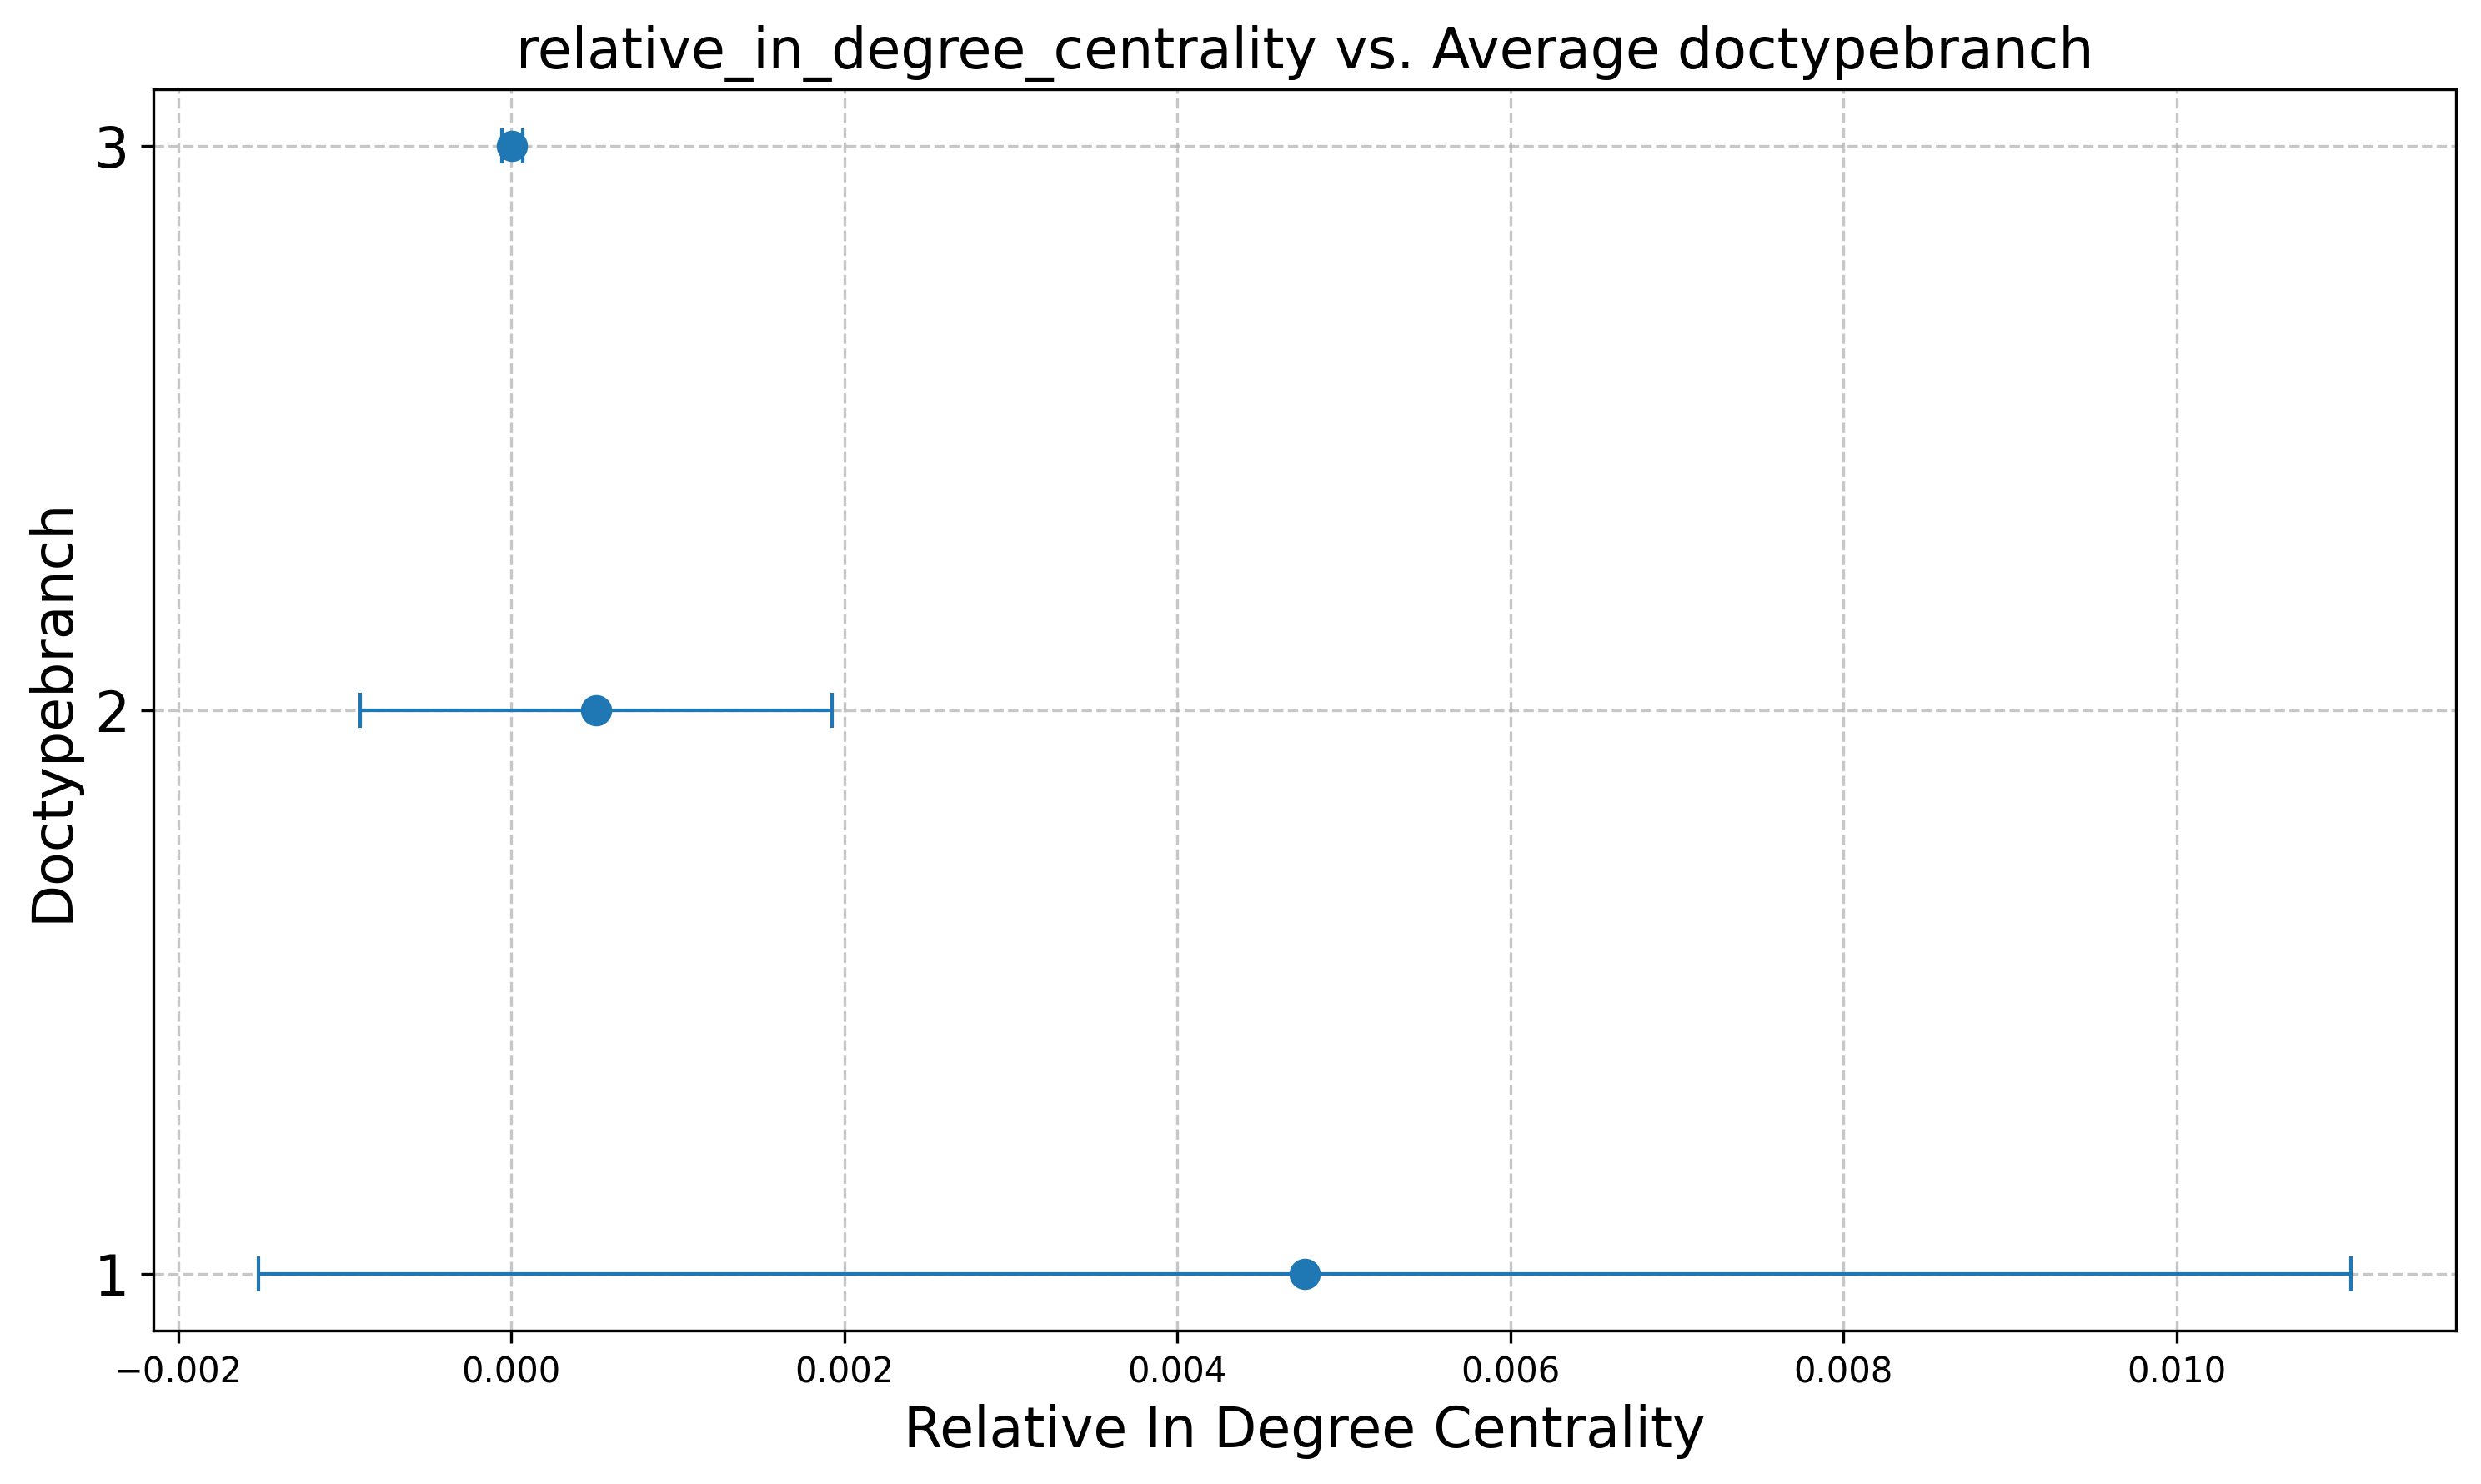 relative_in_degree_centrality vs. Average doctypebranch
Doctypebranch
3
2
1
−0.002 0.000 0.002 0.004 0.006 0.008 0.010
Relative In Degree Centrality